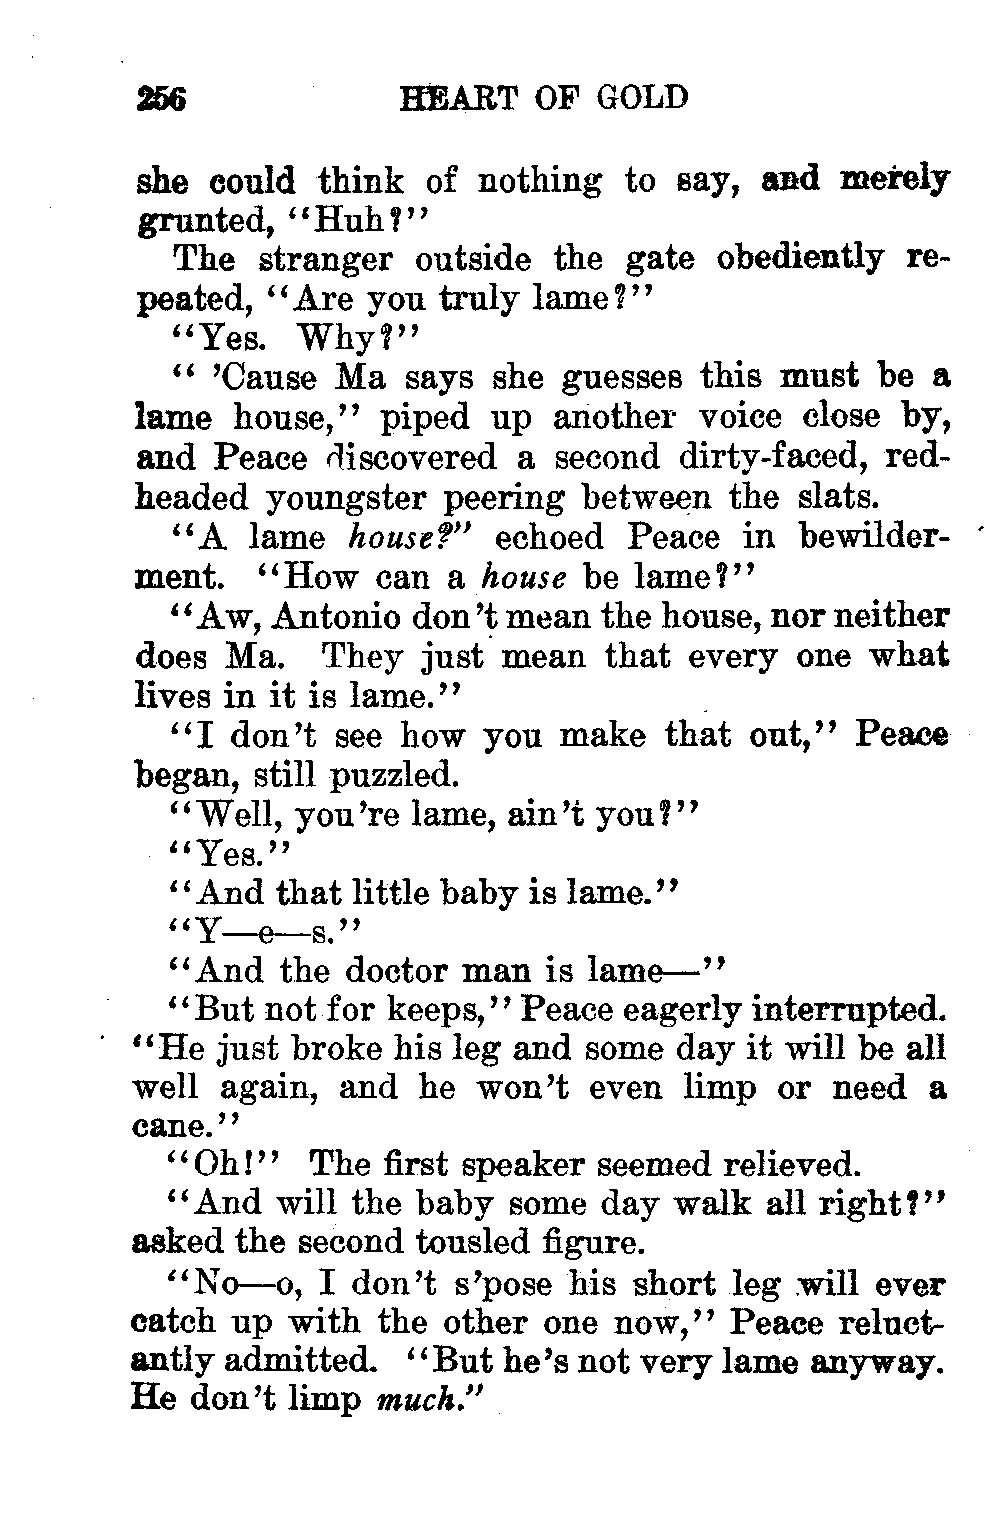 256 HEART OF GOLD
she could think of nothing to say, and merely
grunted, “Huh?”
The stranger outside the gate obediently re-
peated, “Are you truly lame?”
“Yes. Why?”
“ ’Cause Ma says she guesses this must be a
lame house,” piped up another voice close by,
and Peace discovered a second dirty-faced, red-
headed youngster peering between the slats.
“A lame house?” echoed Peace in bewilder-
ment. “How can a house be lame?”
“Aw, Antonio don’t mean the house, nor neither
does Ma. They just mean that every one what
lives in it is lame.”
“I don’t see how you make that out,” Peace
began, still puzzled.
“Well, you’re lame, ain’t you?”
“Yes.”
“And that little baby is lame.”
“Y—e—s.”
“And the doctor man is lame—”
“But not for keeps,” Peace eagerly interrupted.
“He just broke his leg and some day it will be all
well again, and he won’t even limp or need a
cane.”
“Oh!” The first speaker seemed relieved.
“And will the baby some day walk all right?”
asked the second tousled figure.
“No—o, I don’t s’pose his short leg will ever
catch up with the other one now,” Peace reluct-
antly admitted. “But he’s not very lame anyway.
He don’t limp much.”